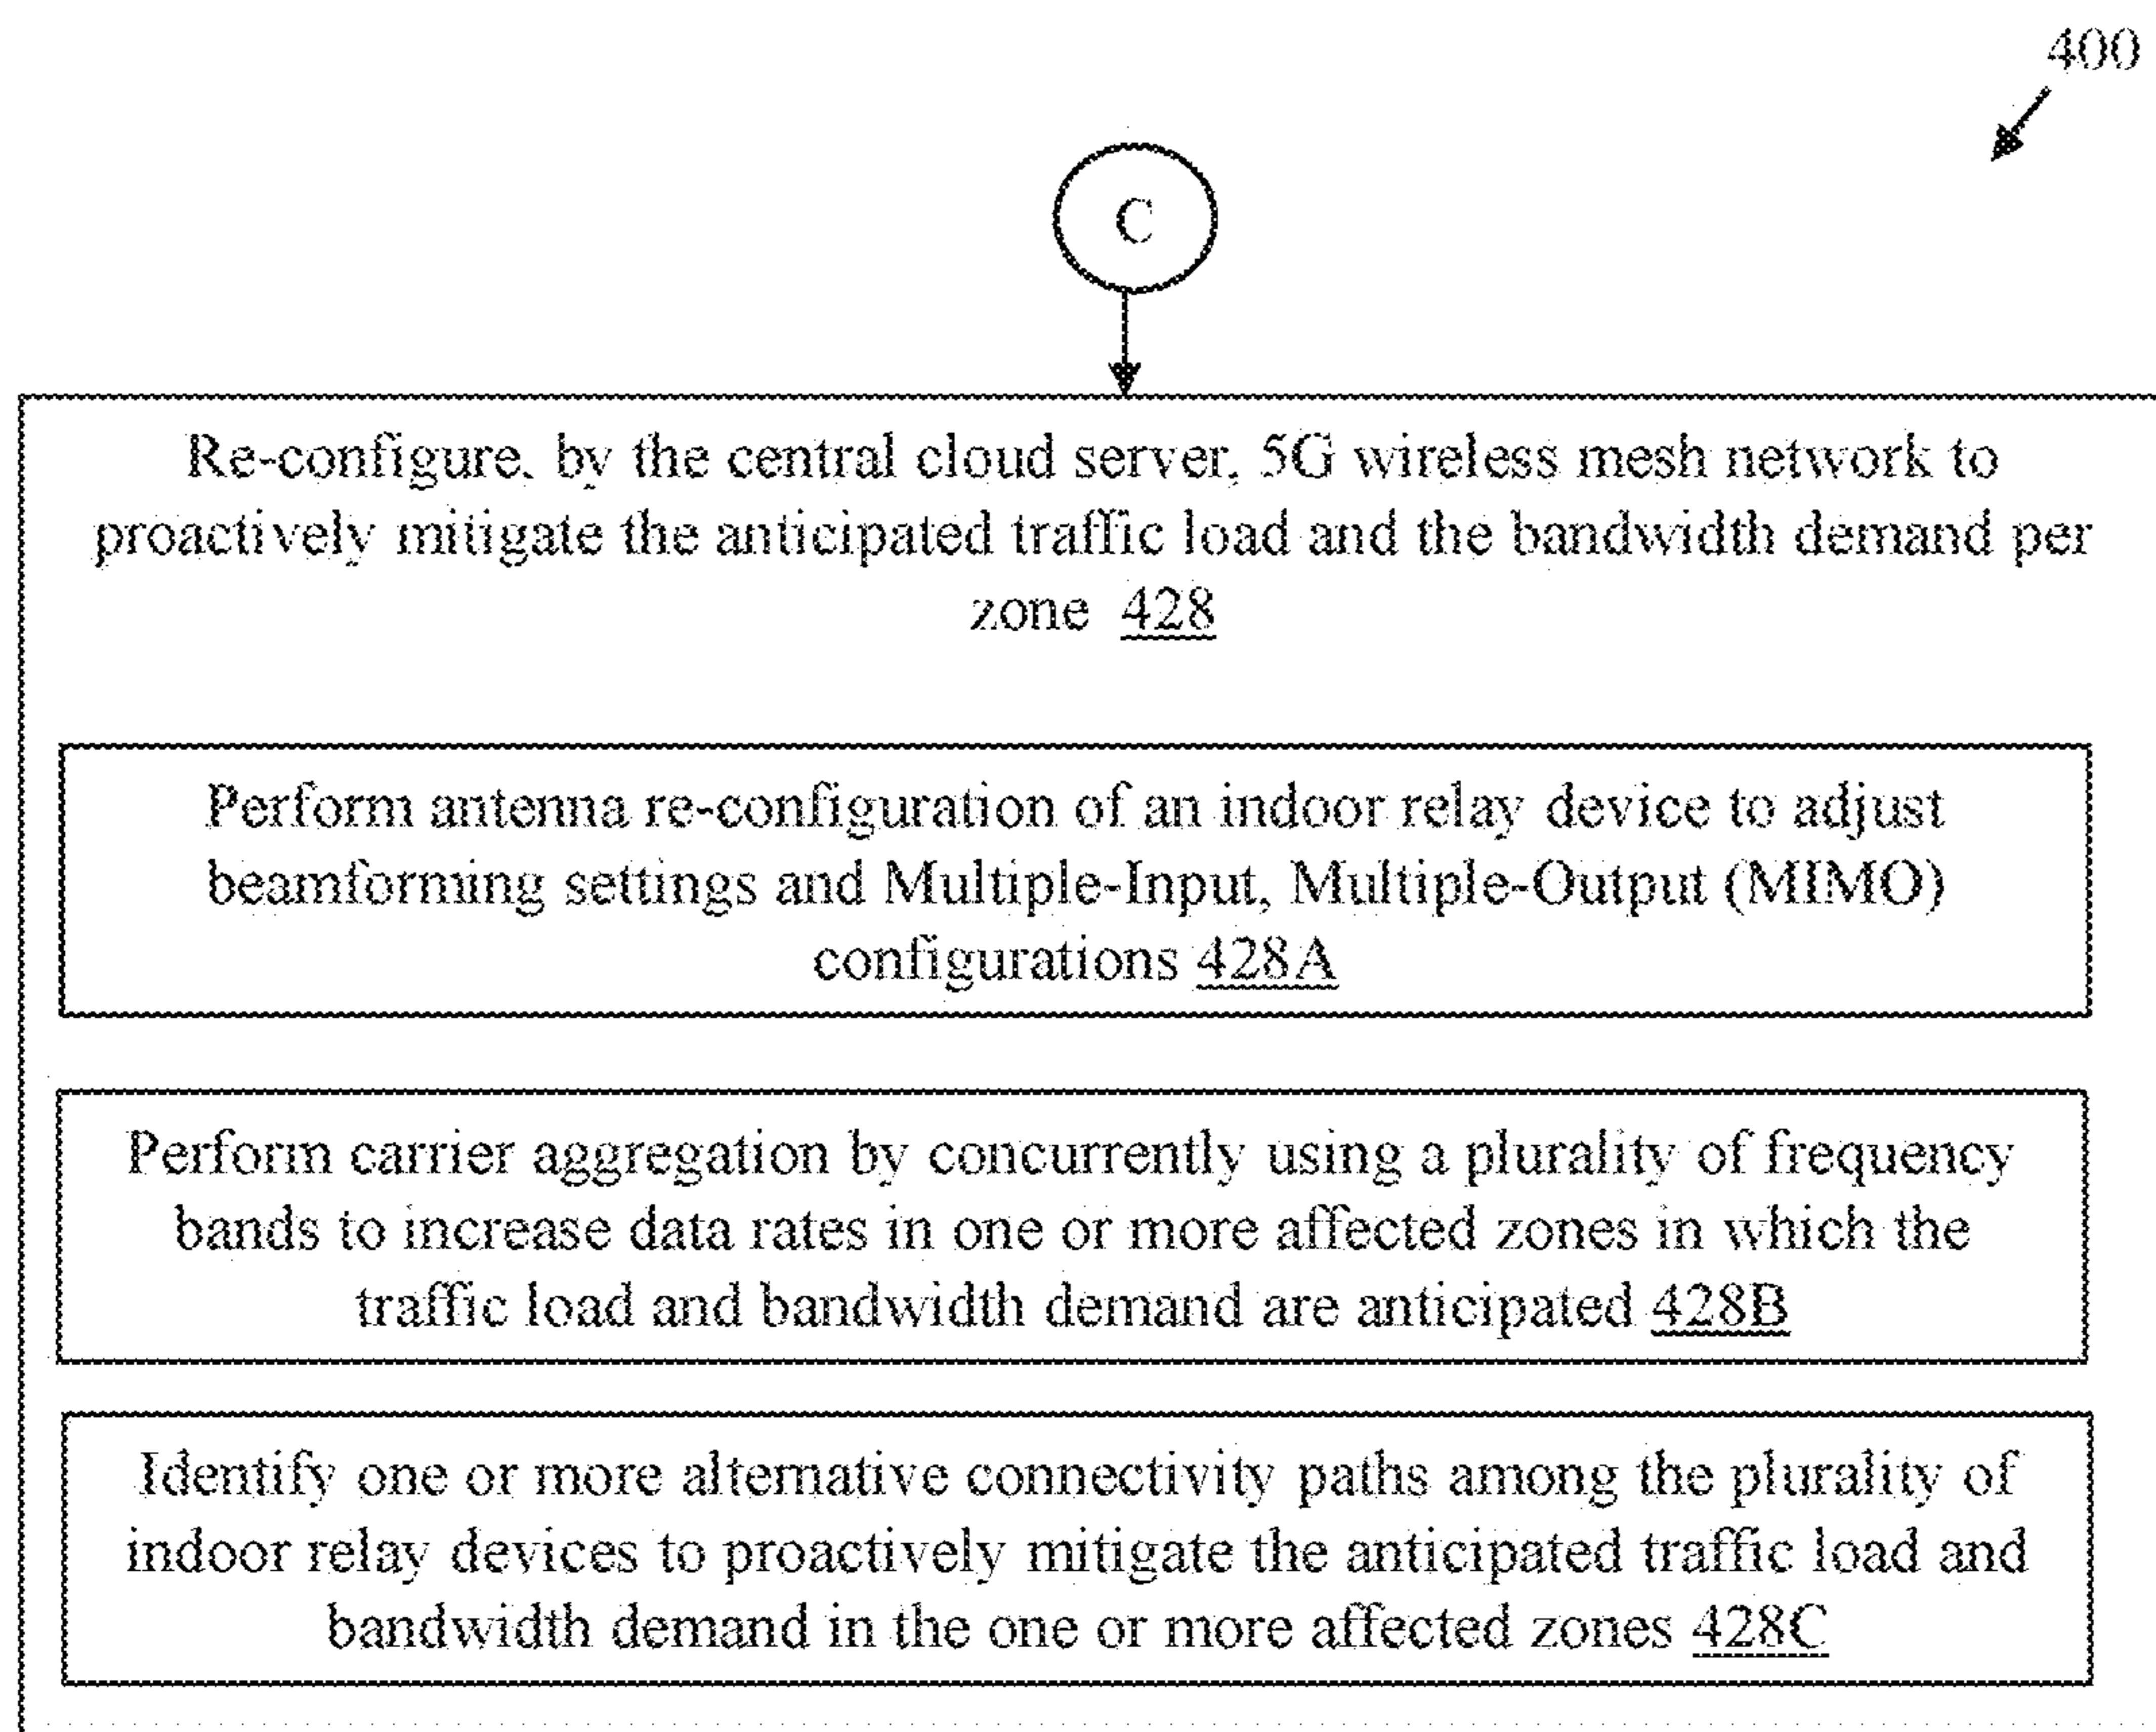 400
C
Re-configure, by the central cloud server, 5G wireless mesh network to
proactively mitigate the anticipated traffic load and the bandwidth demand per
zone 428
Perform antenna re-configuration of an indoor relay device to adjust
beamforming settings and Multiple-Input, Multiple-Output (MIMO)
configurations 428A
Perform carrier aggregation by concurrently using a plurality of frequency
bands to increase data rates in one or more affected zones in which the
traffic load and bandwidth demand are anticipated 428B
Identify one or more alternative connectivity paths among the plurality of
indoor relay devices to proactively mitigate the anticipated traffic load and
bandwidth demand in the one or more affected zones 428C